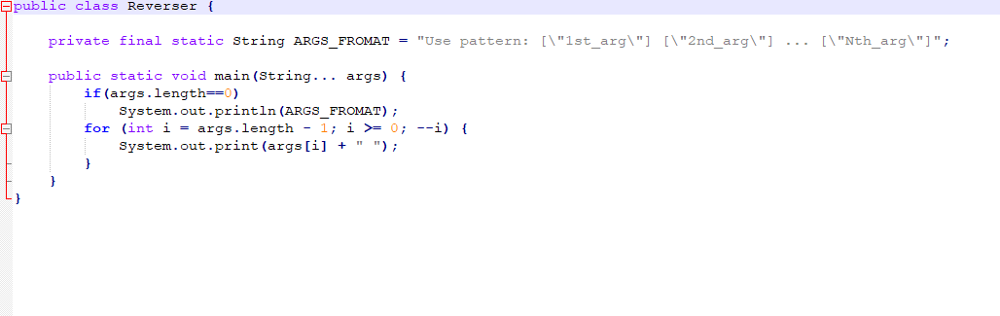 public class Reverser {
private final static String ARGS_FROMAT = "Use pattern: [\"1st_arg\"] [\"2nd_arg\"] ... [\"Nth_arg\"]";
public static void main(String... args) {
if(args.length==0)
System.out.println(ARGS_FROMAT);
for (int i = args.length - 1; i >= 0; --i) {
System.out.print(args[i] + " ");
}
}
}